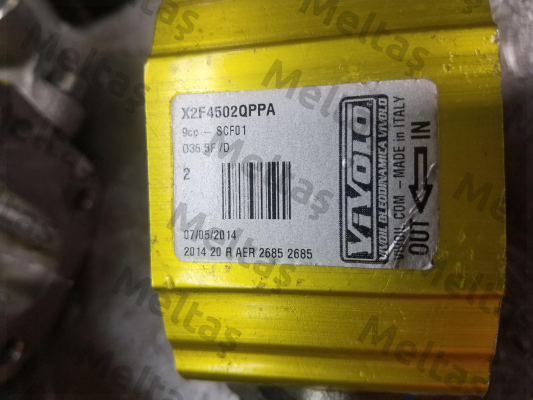 X2F4502QPPA
9cc - SCF01
D36.5F /D
2
07/05/2014
2014 20 R AER 2685 2685
VIVOLO
VIVOIL OLEODINAMICA VIVOLO
.COM - MADE in ITALY
OUT IN
Meltaş